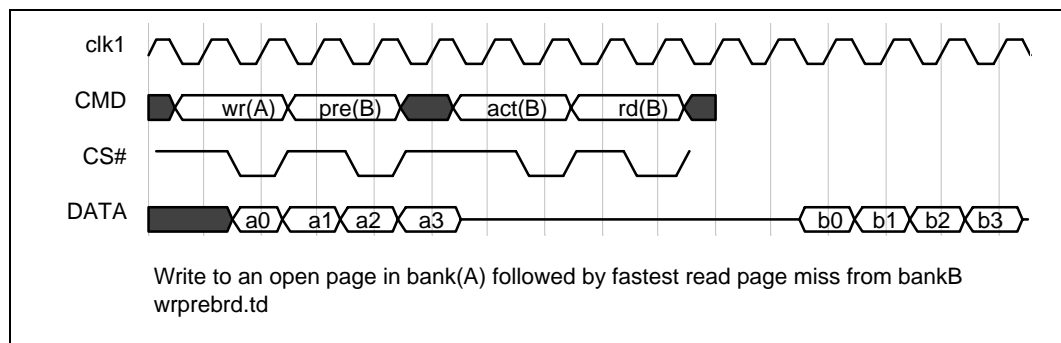 clk1
CMD wr(A) pre(B) act(B) rd(B)
CS#
DATA a0 a1 a2 a3 b0 b1 b2 b3
Write to an open page in bank(A) followed by fastest read page miss from bankB
wrprebrd.td